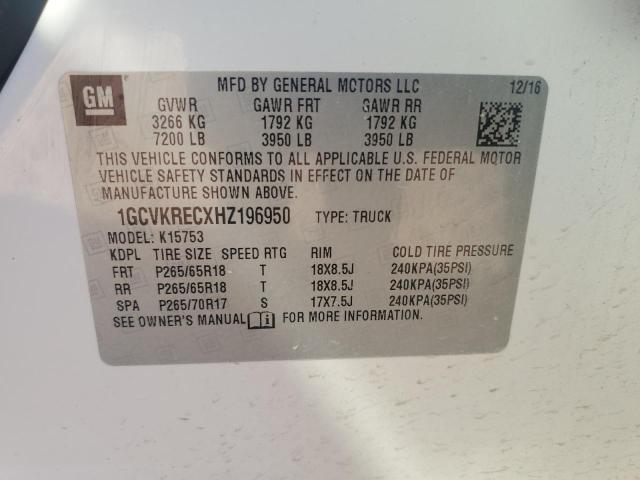 GM
MFD BY GENERAL MOTORS LLC 12/16
GVWR GAWR FRT GAWR RR
3266 KG 1792 KG 1792 KG
7200 LB 3950 LB 3950 LB
THIS VEHICLE CONFORMS TO ALL APPLICABLE U.S. FEDERAL MOTOR
VEHICLE SAFETY STANDARDS IN EFFECT ON THE DATE OF
MANUFACTURE SHOWN ABOVE.
1GCVKRECXHZ196950 TYPE: TRUCK
MODEL: K15753
KDPL TIRE SIZE SPEED RTG RIM COLD TIRE PRESSURE
FRT P265/65R18 T 18X8.5J 240KPA(35PSI)
RR P265/65R18 T 18X8.5J 240KPA(35PSI)
SPA P265/70R17 S 17X7.5J 240KPA(35PSI)
SEE OWNER'S MANUAL FOR MORE INFORMATION.